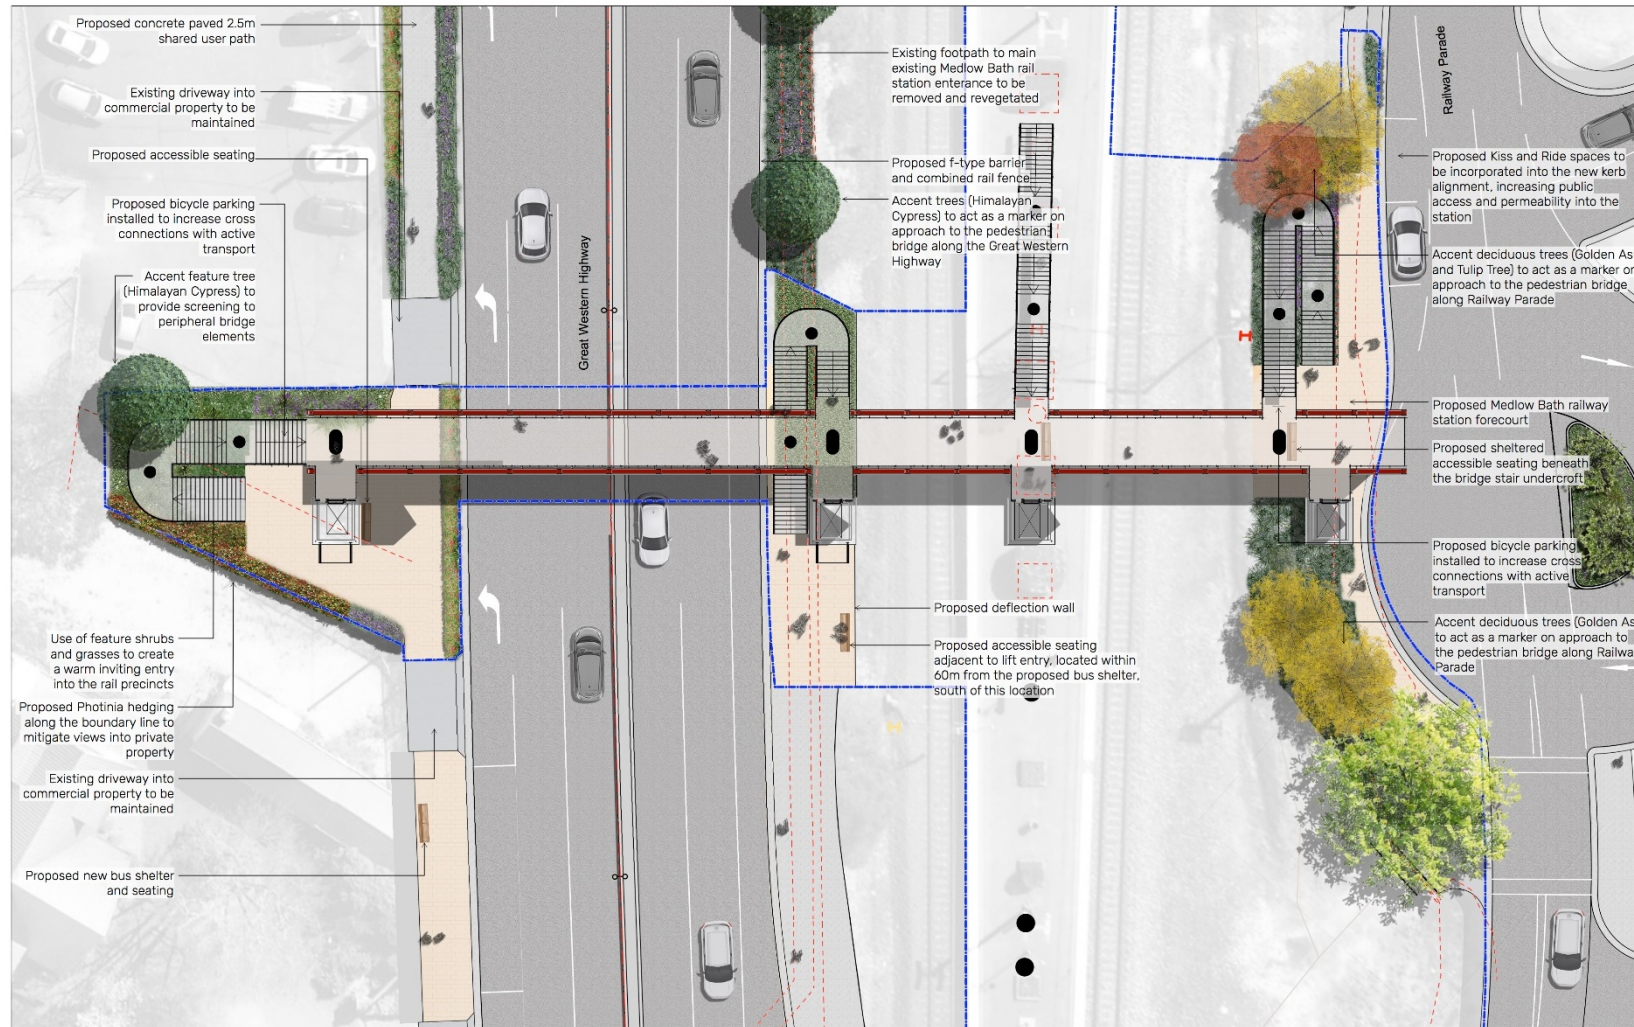 Proposed concrete paved 2.5m
shared user path
Existing driveway into
commercial property to be
maintained
Proposed accessible seating
Proposed bicycle parking
installed to increase cross
connections with active
transport
Accent feature tree
(Himalayan Cypress) to
provide screening to
peripheral bridge
elements
Use of feature shrubs
and grasses to create
a warm inviting entry
into the rail precincts
Proposed Photinia hedging
along the boundary line to
mitigate views into private
property
Existing driveway into
commercial property to be
maintained
Proposed new bus shelter
and seating
Great Western Highway
Existing footpath to main
existing Medlow Bath rail
station entrance to be
removed and revegetated
Proposed f-type barrier
and combined rail fence
Accent trees (Himalayan
Cypress) to act as a marker on
approach to the pedestrian
bridge along the Great Western
Highway
Proposed deflection wall
Proposed accessible seating
adjacent to lift entry, located within
60m from the proposed bus shelter,
south of this location
Railway Parade
Proposed Kiss and Ride spaces to
be incorporated into the new kerb
alignment, increasing public
access and permeability into the
station
Accent deciduous trees (Golden As
and Tulip Tree) to act as a marker on
approach to the pedestrian bridge
along Railway Parade
Proposed Medlow Bath railway
station forecourt
Proposed sheltered
accessible seating beneath
the bridge stair undercroft
Proposed bicycle parking
installed to increase cross
connections with active
transport
Accent deciduous trees (Golden As
to act as a marker on approach to
the pedestrian bridge along Railwa
Parade